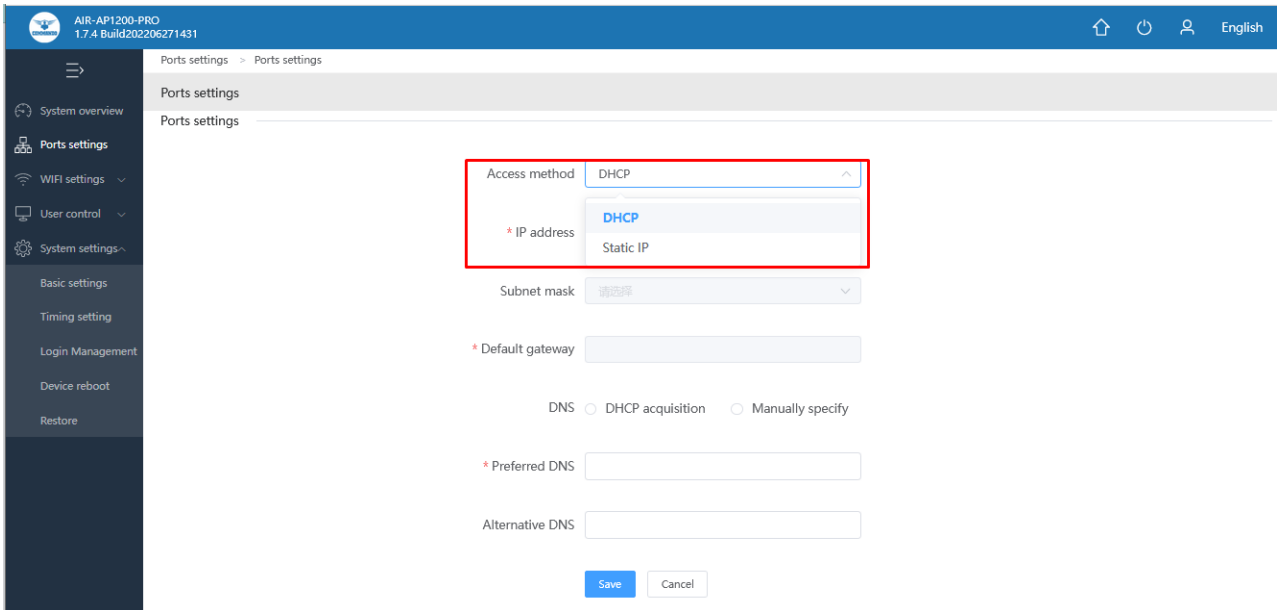 AIR-AP1200-PRO
1.7.4 Build202206271431
English
Ports settings > Ports settings
Ports settings
Ports settings
System overview
Ports settings
WIFI settings
User control
System settings
Basic settings
Timing setting
Login Management
Device reboot
Restore
Access method DHCP
DHCP
* IP address
Static IP
Subnet mask 请选择
* Default gateway
DNS DHCP acquisition Manually specify
* Preferred DNS
Alternative DNS
Save Cancel